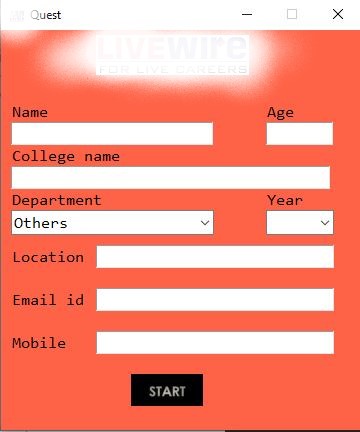 Quest
LIVEWire
FOR LIVE CAREERS
Name Age
College name
Department Year
Others
Location
Email id
Mobile
START